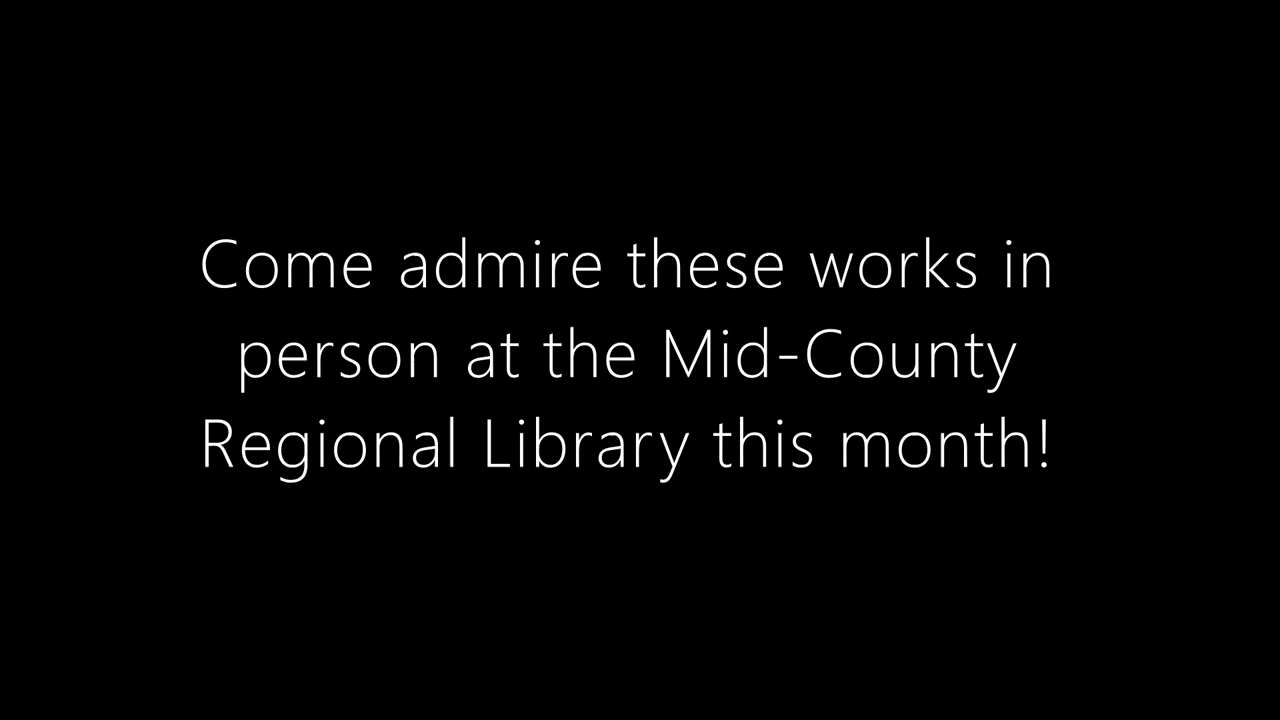 Come admire these works in
person at the Mid-County
Regional Library this month!